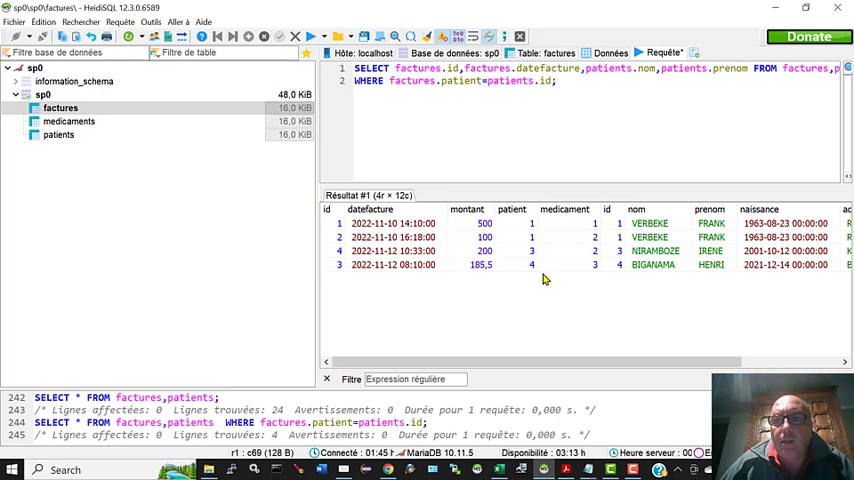 sp0\sp0\factures\ - HeidiSQL 12.3.0.6589
Fichier Édition Rechercher Requête Outils Aller à Aide
Donate
Filtre base de données Filtre de table Hôte: localhost Base de données: sp0 Table: factures Données Requête*
sp0
information_schema
sp0 48,0 KiB
factures 16,0 KiB
medicaments 16,0 KiB
patients 16,0 KiB
1 SELECT factures.id,factures.datefacture,patients.nom,patients.prenom FROM factures,p
2 WHERE factures.patient=patients.id;
Résultat #1 (4r × 12c)
id datefacture montant patient medicament id nom prenom naissance ad
1 2022-11-10 14:10:00 500 1 1 1 VERBEKE FRANK 1963-08-23 00:00:00
2 2022-11-10 16:18:00 100 1 2 1 VERBEKE FRANK 1963-08-23 00:00:00
4 2022-11-12 10:33:00 200 3 2 3 NIRAMBOZE IRENE 2001-10-12 00:00:00 K
3 2022-11-12 08:10:00 185,5 4 3 4 BIGANAMA HENRI 2021-12-14 00:00:00 B
Filtre Expression régulière
242 SELECT * FROM factures,patients;
243 /* Lignes affectées: 0 Lignes trouvées: 24 Avertissements: 0 Durée pour 1 requête: 0,000 s. */
244 SELECT * FROM factures,patients WHERE factures.patient=patients.id;
245 /* Lignes affectées: 0 Lignes trouvées: 4 Avertissements: 0 Durée pour 1 requête: 0,000 s. */
r1 : c69 (128 B) Connecté : 01:45 MariaDB 10.11.5 Disponibilité : 03:13 h Heure serveur : 00
Search